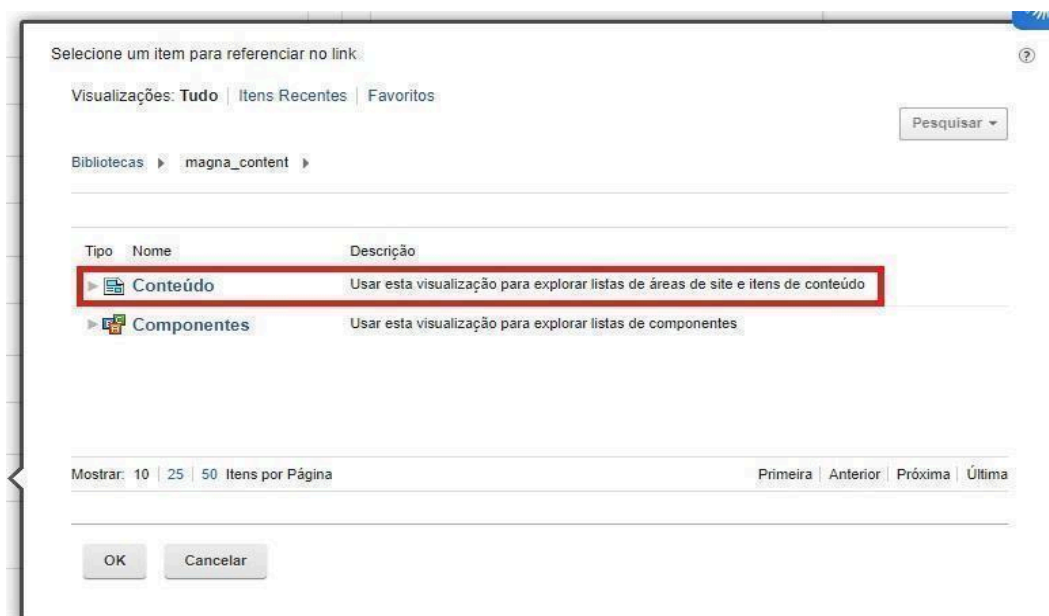 Selecione um item para referenciar no link
?
Visualizações: Tudo | Itens Recentes | Favoritos
Pesquisar
Bibliotecas magna_content
Tipo Nome Descrição
Conteúdo Usar esta visualização para explorar listas de áreas de site e itens de conteúdo
Componentes Usar esta visualização para explorar listas de componentes
Mostrar: 10 | 25 | 50 Itens por Página Primeira | Anterior | Próxima | Última
OK Cancelar